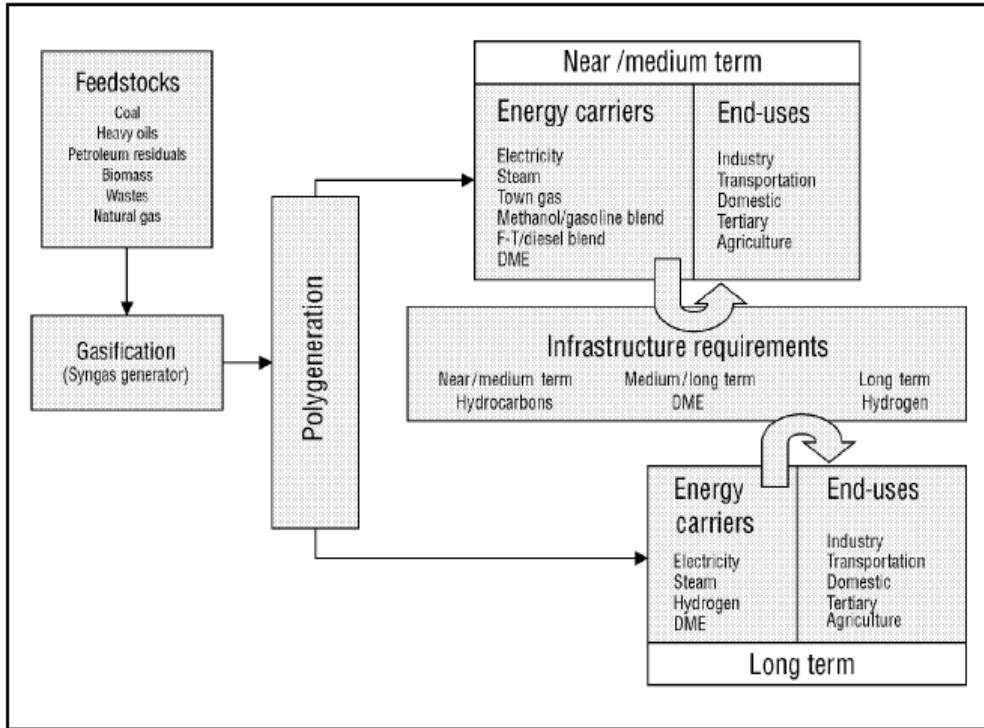 Feedstocks
Coal
Heavy oils
Petroleum residuals
Biomass
Wastes
Natural gas
Gasification
(Syngas generator)
Polygeneration
Near /medium term
Energy carriers
Electricity
Steam
Town gas
Methanol/gasoline blend
F-T/diesel blend
DME
End-uses
Industry
Transportation
Domestic
Tertiary
Agriculture
Infrastructure requirements
Near/medium term
Hydrocarbons
Medium/long term
DME
Long term
Hydrogen
Energy
carriers
Electricity
Steam
Hydrogen
DME
End-uses
Industry
Transportation
Domestic
Tertiary
Agriculture
Long term